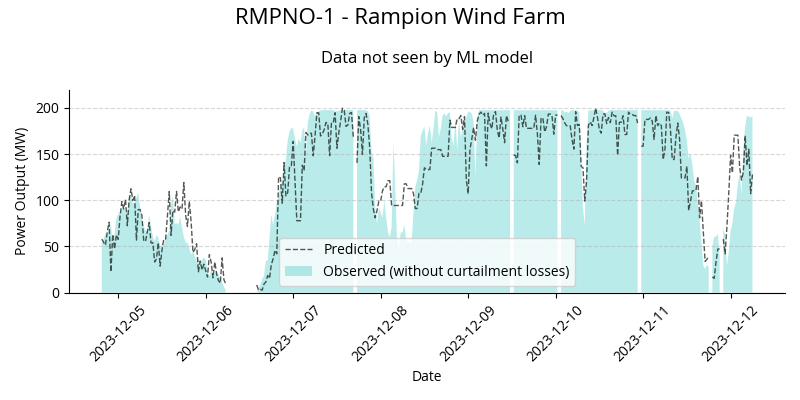 RMPNO-1 - Rampion Wind Farm
Data not seen by ML model
Power Output (MW)
200
150
100
50
0
Predicted
Observed (without curtailment losses)
2023-12-05
2023-12-06
2023-12-07
2023-12-08
2023-12-09
2023-12-10
2023-12-11
2023-12-12
Date